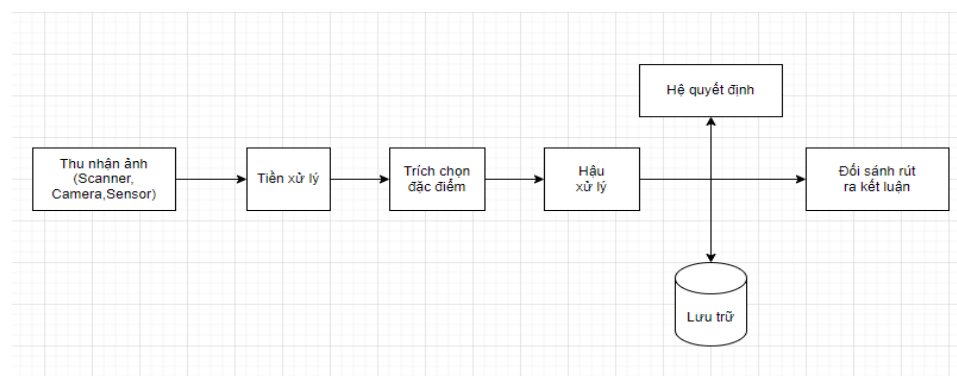 Hệ quyết định
Thu nhận ảnh
(Scanner,
Camera,Sensor)
Tiền xử lý
Trích chọn
đặc điểm
Hậu
xử lý
Đối sánh rút
ra kết luận
Lưu trữ